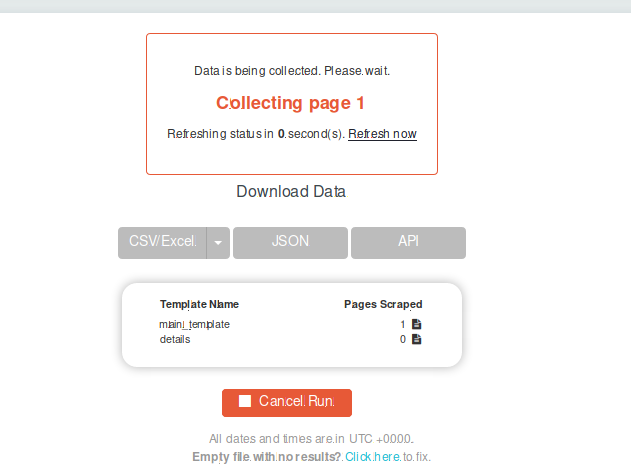 Data is being collected. Please wait.
Collecting page 1
Refreshing status in 0 second(s). Refresh now
Download Data
CSV/Excel JSON API
Template Name Pages Scraped
main_template 1
details 0
Cancel Run
All dates and times are in UTC +0000.
Empty file with no results? Click here to fix.